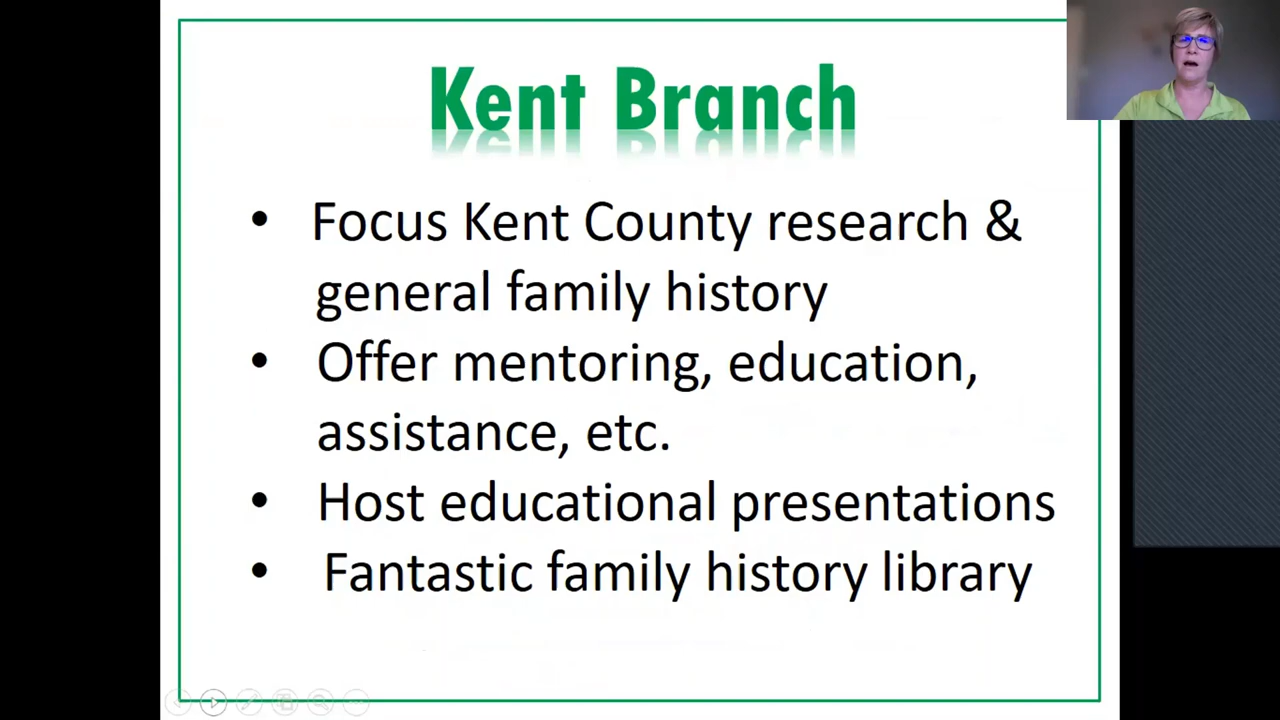 Kent Branch
• Focus Kent County research &
general family history
• Offer mentoring, education,
assistance, etc.
• Host educational presentations
• Fantastic family history library